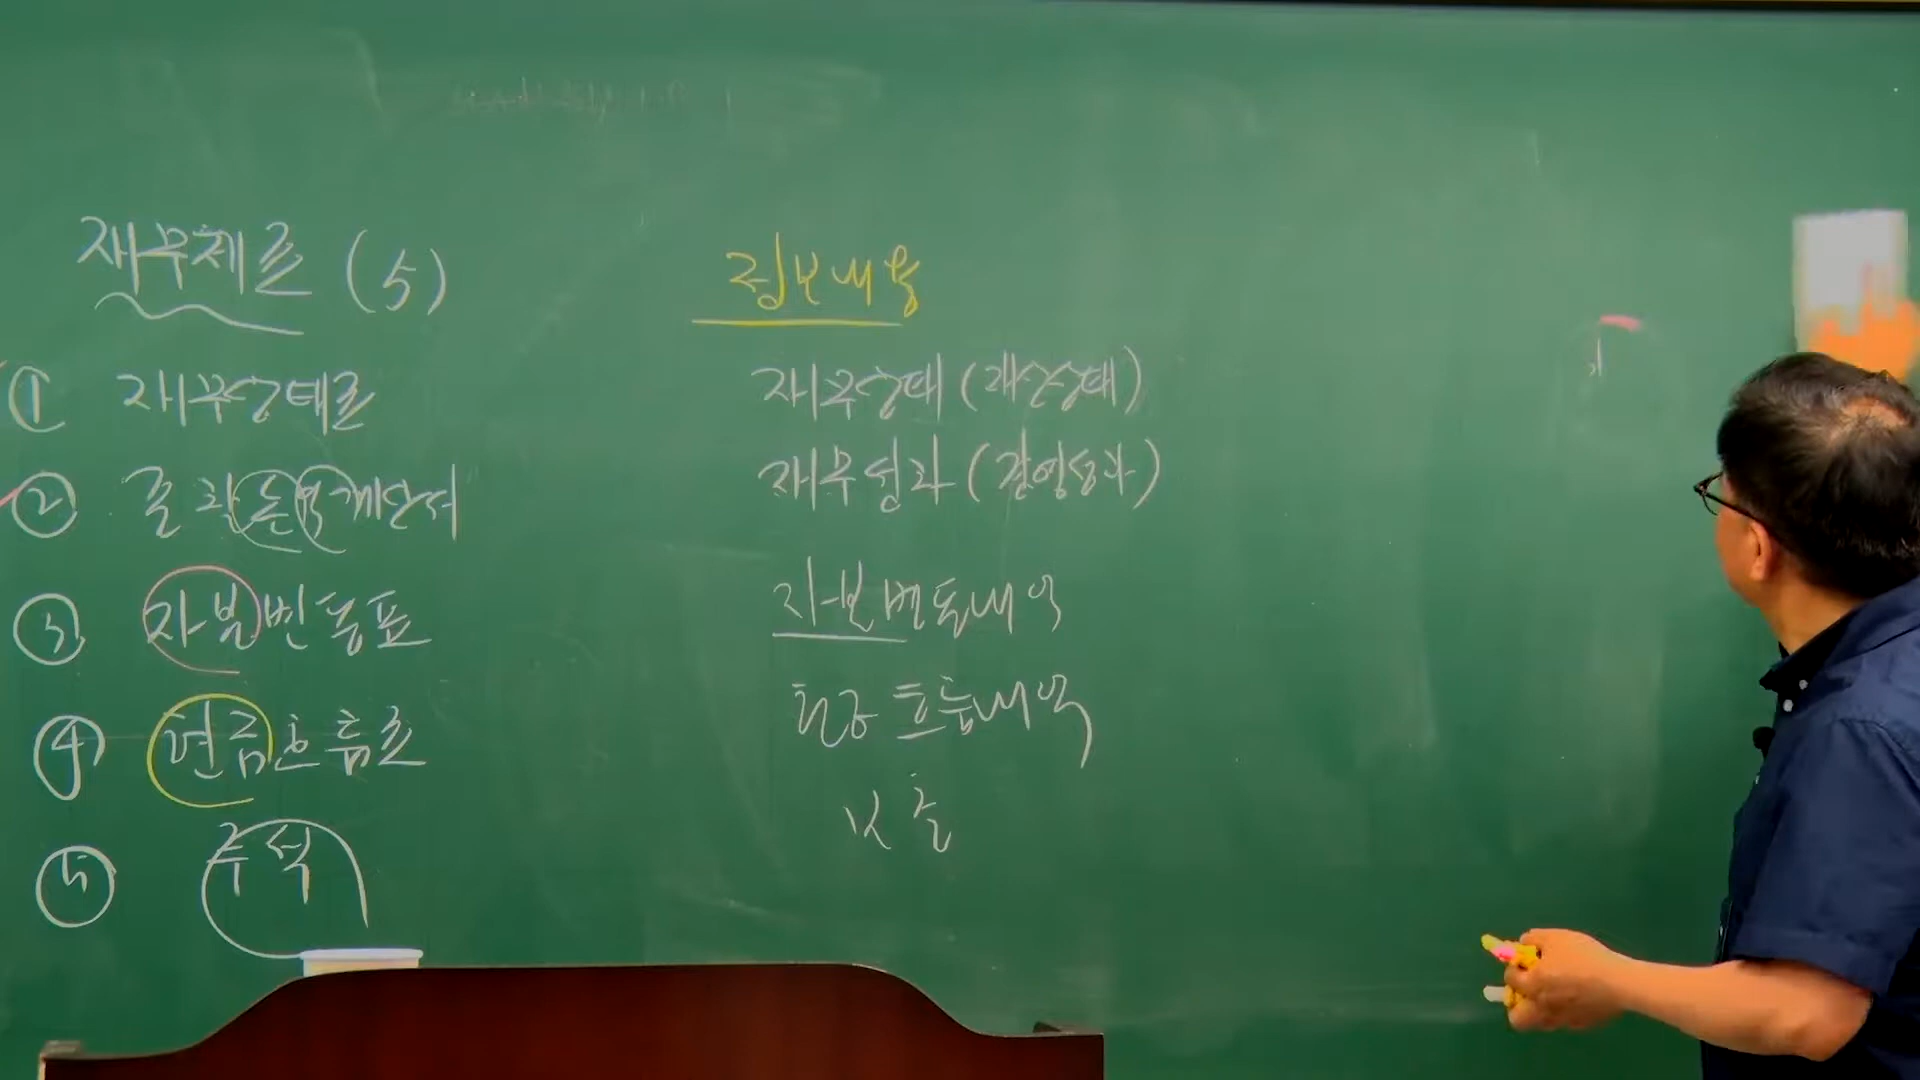 재무제표 (5)
① 재무상태표
② 포괄손익계산서
③ 자본변동표
④ 현금흐름표
⑤ 주석
정보내용
재무상태 (재산상태)
재무성과 (경영성과)
자본변동내역
현금흐름내역
보충